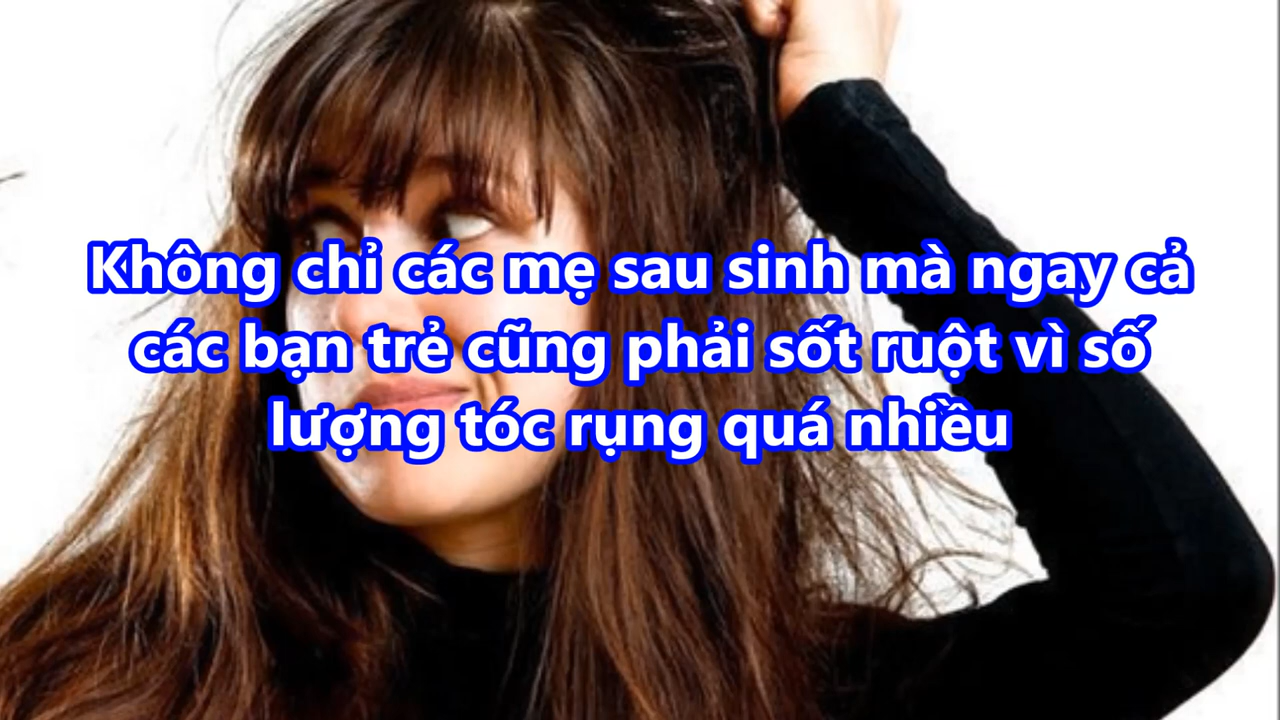 Không chỉ các mẹ sau sinh mà ngay cả
các bạn trẻ cũng phải sốt ruột vì số
lượng tóc rụng quá nhiều